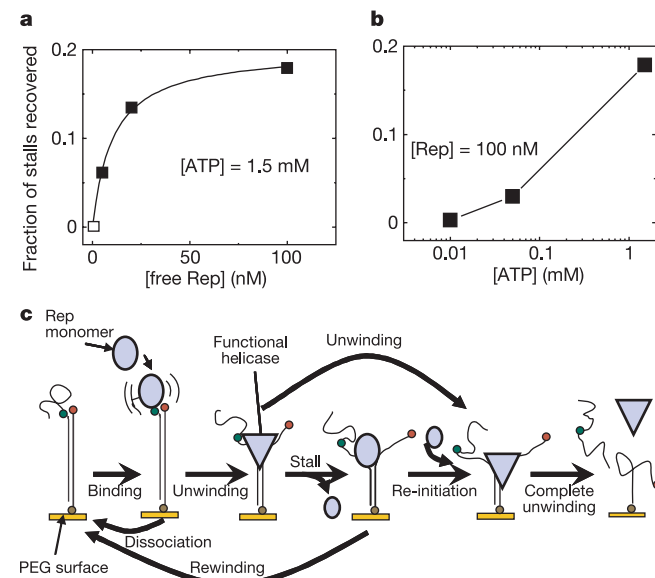 a
0.2
0.1
0
Fraction of stalls recovered
[ATP] = 1.5 mM
0
50
100
[free Rep] (nM)
b
0.2
0.1
0
[Rep] = 100 nM
0.01
0.1
1
[ATP] (mM)
c
Rep
monomer
Functional
helicase
Unwinding
Binding
Unwinding
Stall
Re-initiation
Complete
unwinding
Dissociation
PEG surface
Rewinding